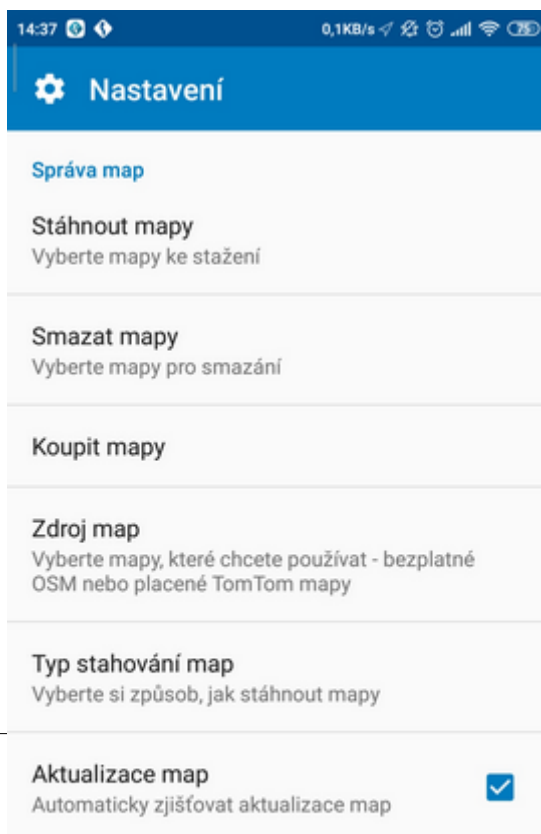 14:37 0,1KB/s 75
Nastavení
Správa map
Stáhnout mapy
Vyberte mapy ke stažení
Smazat mapy
Vyberte mapy pro smazání
Koupit mapy
Zdroj map
Vyberte mapy, které chcete používat - bezplatné
OSM nebo placené TomTom mapy
Typ stahování map
Vyberte si způsob, jak stáhnout mapy
Aktualizace map
Automaticky zjišťovat aktualizace map